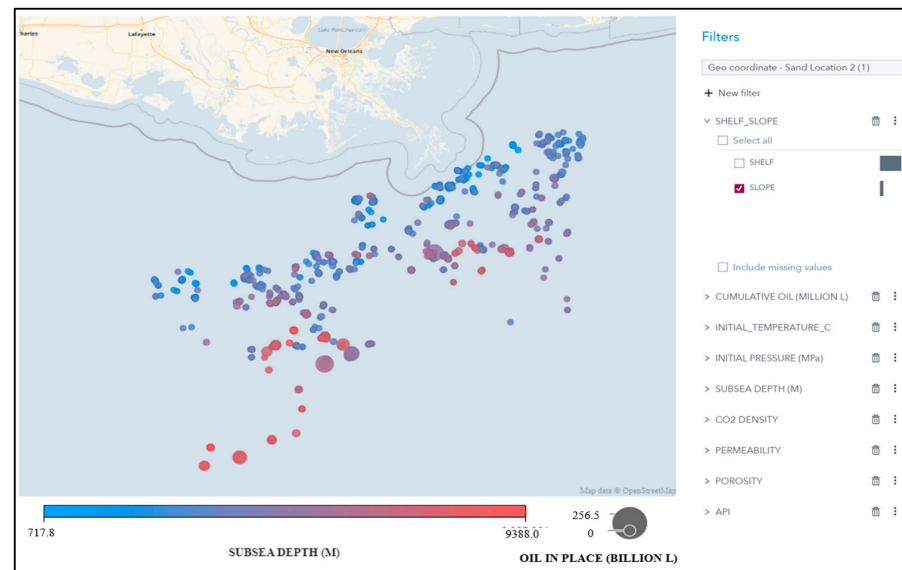 harles
Lafayette
Lake Pontchartrain
New Orleans
Map data © OpenStreetMap
717.8
9388.0
SUBSEA DEPTH (M)
256.5
0
OIL IN PLACE (BILLION L)
Filters
Geo coordinate - Sand Location 2 (1)
+ New filter
SHELF_SLOPE
Select all
SHELF
SLOPE
Include missing values
> CUMULATIVE OIL (MILLION L)
> INITIAL_TEMPERATURE_C
> INITIAL PRESSURE (MPa)
> SUBSEA DEPTH (M)
> CO2 DENSITY
> PERMEABILITY
> POROSITY
> API